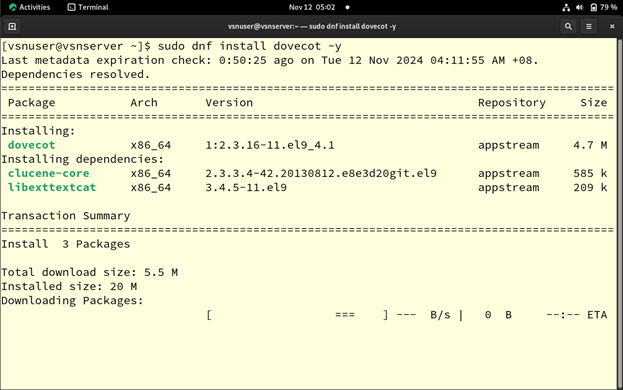 Activities Terminal Nov 12 05:02 79 %
vsnuser@vsnserver:~ — sudo dnf install dovecot -y
[vsnuser@vsnserver ~]$ sudo dnf install dovecot -y
Last metadata expiration check: 0:50:25 ago on Tue 12 Nov 2024 04:11:55 AM +08.
Dependencies resolved.
================================================================================
Package Arch Version Repository Size
================================================================================
Installing:
dovecot x86_64 1:2.3.16-11.el9_4.1 appstream 4.7 M
Installing dependencies:
clucene-core x86_64 2.3.3.4-42.20130812.e8e3d20git.el9 appstream 585 k
libexttextcat x86_64 3.4.5-11.el9 appstream 209 k
Transaction Summary
================================================================================
Install 3 Packages
Total download size: 5.5 M
Installed size: 20 M
Downloading Packages:
[ === ] --- B/s | 0 B --:-- ETA